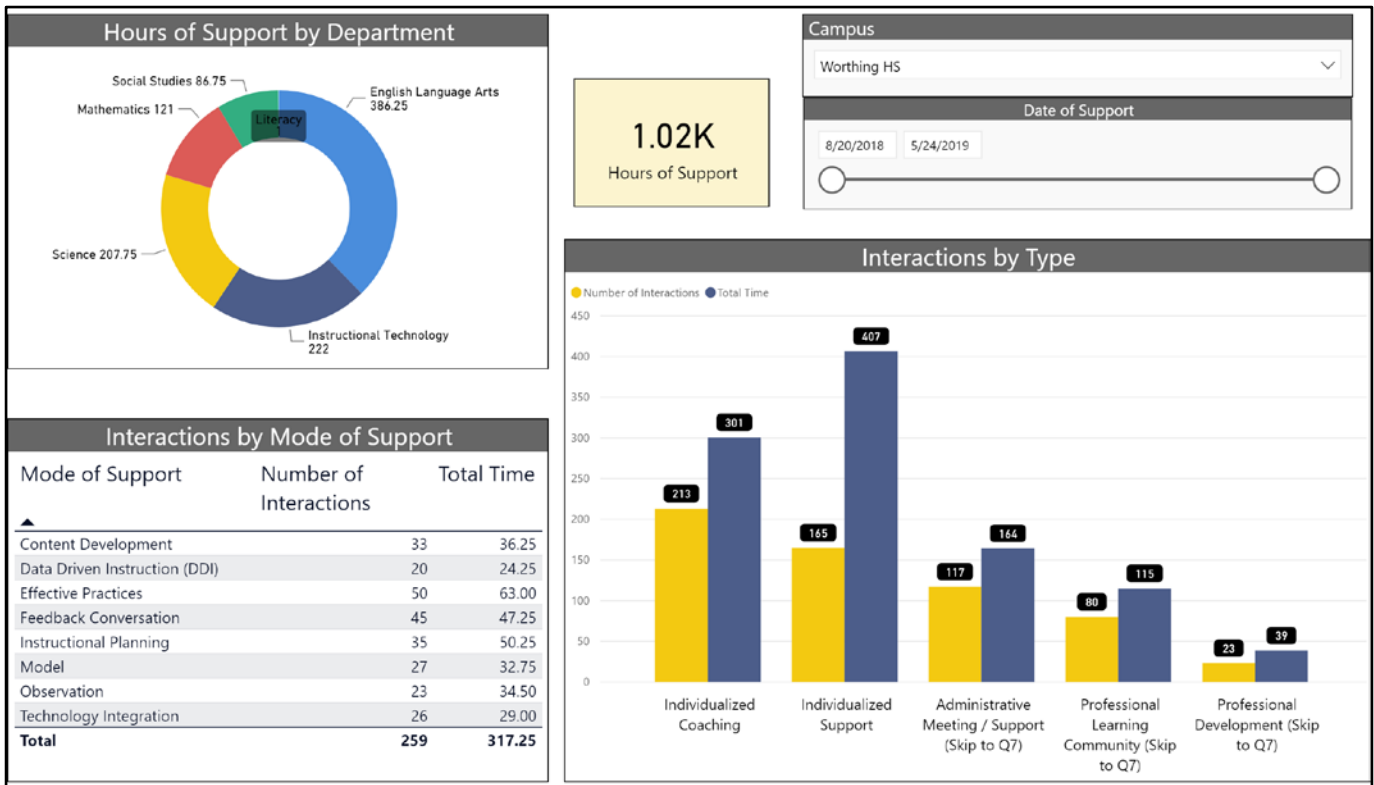 Hours of Support by Department
Social Studies 86.75
Mathematics 121
Literacy
1
English Language Arts
386.25
Science 207.75
Instructional Technology
222
1.02K
Hours of Support
Campus
Worthing HS
Date of Support
8/20/2018 5/24/2019
Interactions by Mode of Support
Mode of Support Number of Interactions Total Time
Content Development 33 36.25
Data Driven Instruction (DDI) 20 24.25
Effective Practices 50 63.00
Feedback Conversation 45 47.25
Instructional Planning 35 50.25
Model 27 32.75
Observation 23 34.50
Technology Integration 26 29.00
Total 259 317.25
Interactions by Type
Number of Interactions Total Time
450
400
350
300
250
200
150
100
50
0
213 301
165 407
117 164
80 115
23 39
Individualized
Coaching
Individualized
Support
Administrative
Meeting / Support
(Skip to Q7)
Professional
Learning
Community (Skip
to Q7)
Professional
Development (Skip
to Q7)